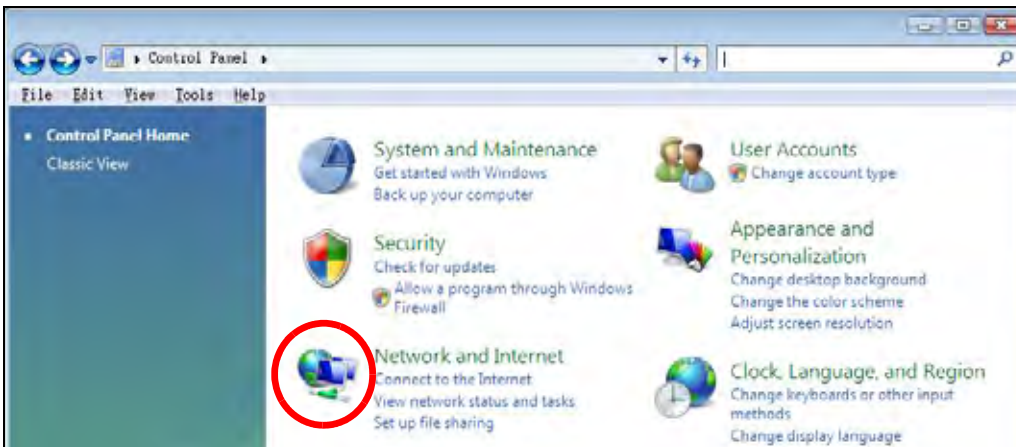 Control Panel
File Edit View Tools Help
Control Panel Home
Classic View
System and Maintenance
Get started with Windows
Back up your computer
Security
Check for updates
Allow a program through Windows
Firewall
Network and Internet
Connect to the Internet
View network status and tasks
Set up file sharing
User Accounts
Change account type
Appearance and
Personalization
Change desktop background
Change the color scheme
Adjust screen resolution
Clock, Language, and Region
Change keyboards or other input
methods
Change display language